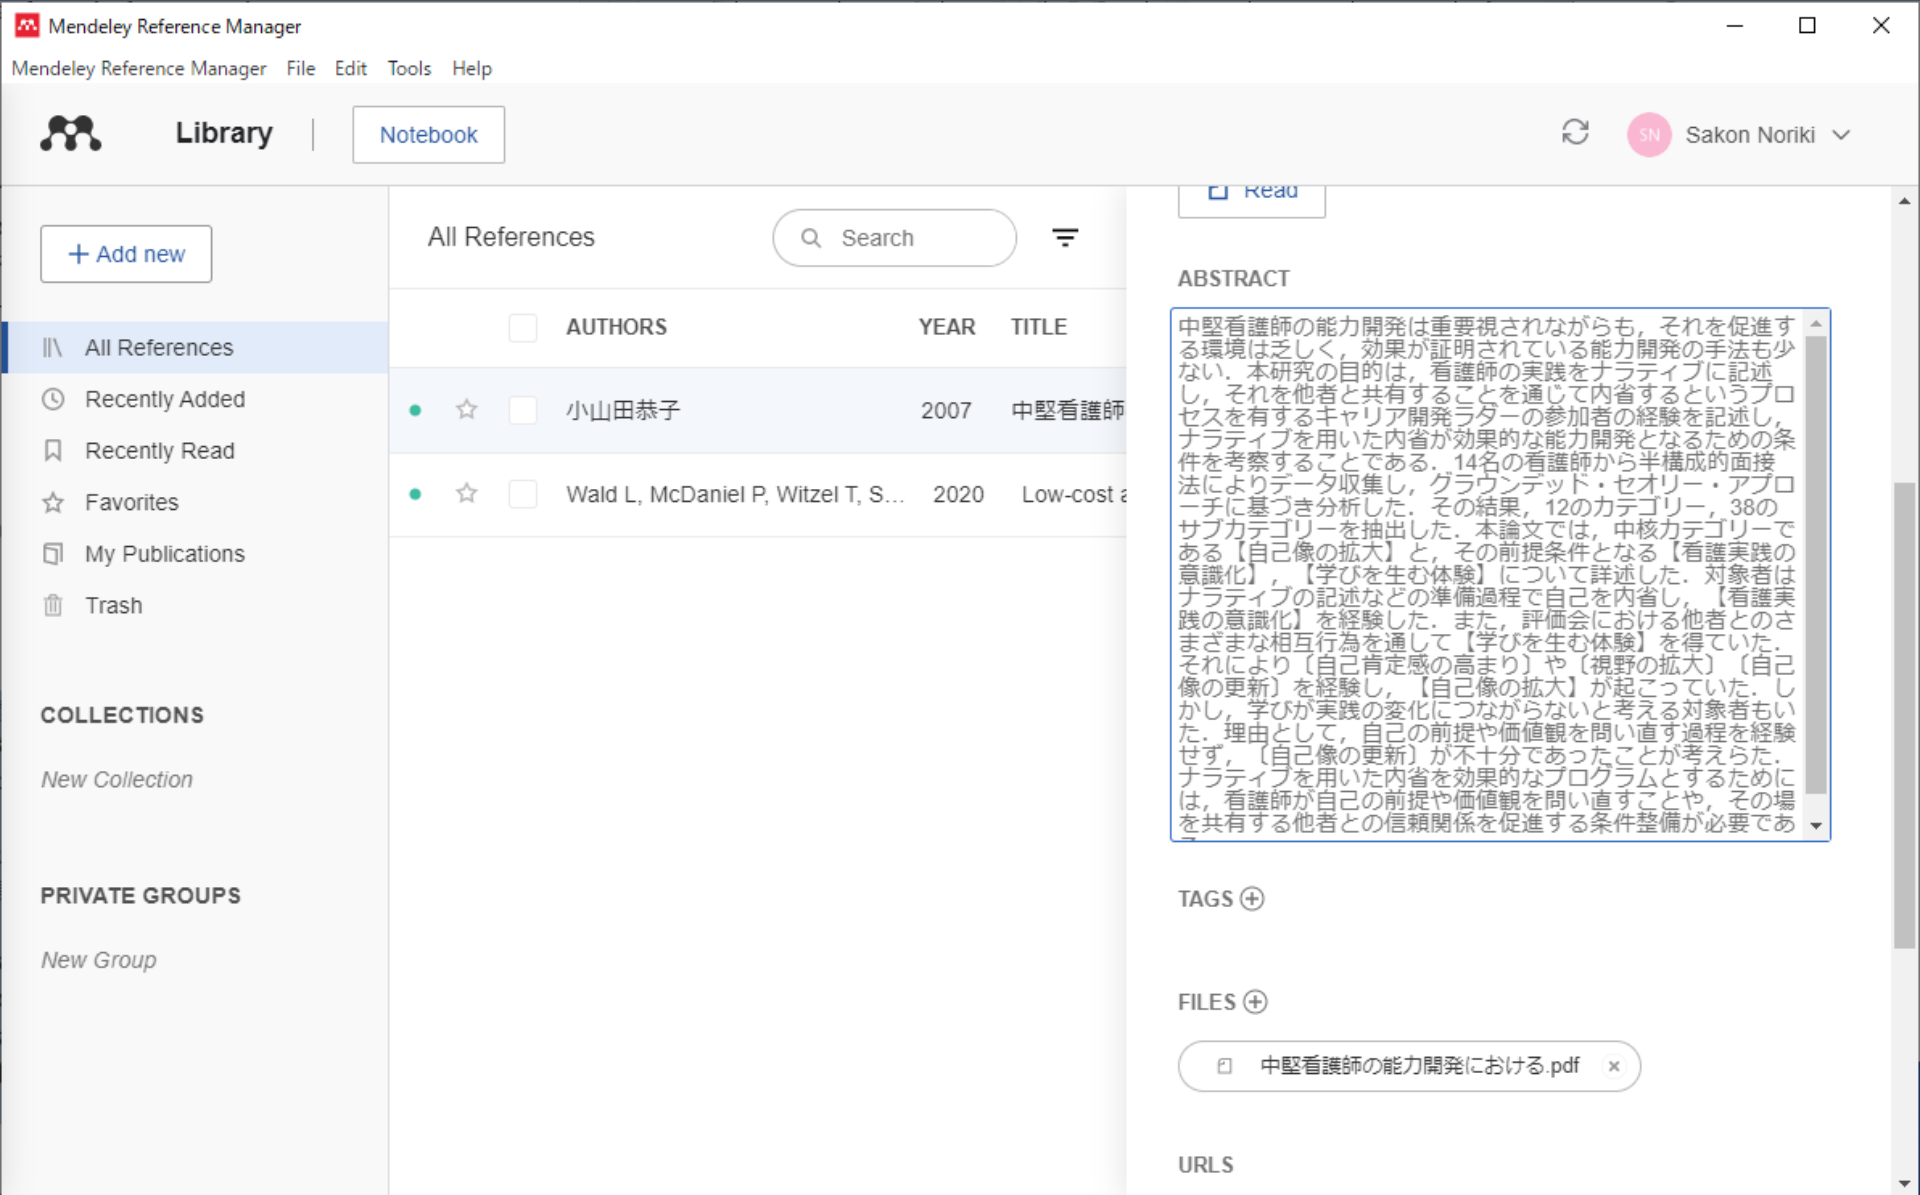 Mendeley Reference Manager
Mendeley Reference Manager File Edit Tools Help
Library Notebook SN Sakon Noriki
+ Add new
All References
Recently Added
Recently Read
Favorites
My Publications
Trash
COLLECTIONS
New Collection
PRIVATE GROUPS
New Group
All References Search
AUTHORS YEAR TITLE
小山田恭子 2007 中堅看護師
Wald L, McDaniel P, Witzel T, S... 2020 Low-cost a
Read
ABSTRACT
中堅看護師の能力開発は重要視されながらも，それを促進す
る環境は乏しく，効果が証明されている能力開発の手法も少
ない．本研究の目的は，看護師の実践をナラティブに記述
し，それを他者と共有することを通じて内省するというプロ
セスを有するキャリア開発ラダーの参加者の経験を記述し，
ナラティブを用いた内省が効果的な能力開発となるための条
件を考察することである．14名の看護師から半構成的面接
法によりデータ収集し，グラウンデッド・セオリー・アプロ
ーチに基づき分析した．その結果，12のカテゴリー，38の
サブカテゴリーを抽出した．本論文では，中核カテゴリーで
ある【自己像の拡大】と，その前提条件となる【看護実践の
意識化】，【学びを生む体験】について詳述した．対象者は
ナラティブの記述などの準備過程で自己を内省し，【看護実
践の意識化】を経験した．また，評価会における他者とのさ
まざまな相互行為を通して【学びを生む体験】を得ていた．
それにより〔自己肯定感の高まり〕や〔視野の拡大〕〔自己
像の更新〕を経験し，【自己像の拡大】が起こっていた．し
かし，学びが実践の変化につながらないと考える対象者もい
た．理由として，自己の前提や価値観を問い直す過程を経験
せず，〔自己像の更新〕が不十分であったことが考えらた．
ナラティブを用いた内省を効果的なプログラムとするために
は，看護師が自己の前提や価値観を問い直すことや，その場
を共有する他者との信頼関係を促進する条件整備が必要であ
TAGS
FILES
中堅看護師の能力開発における.pdf
URLS